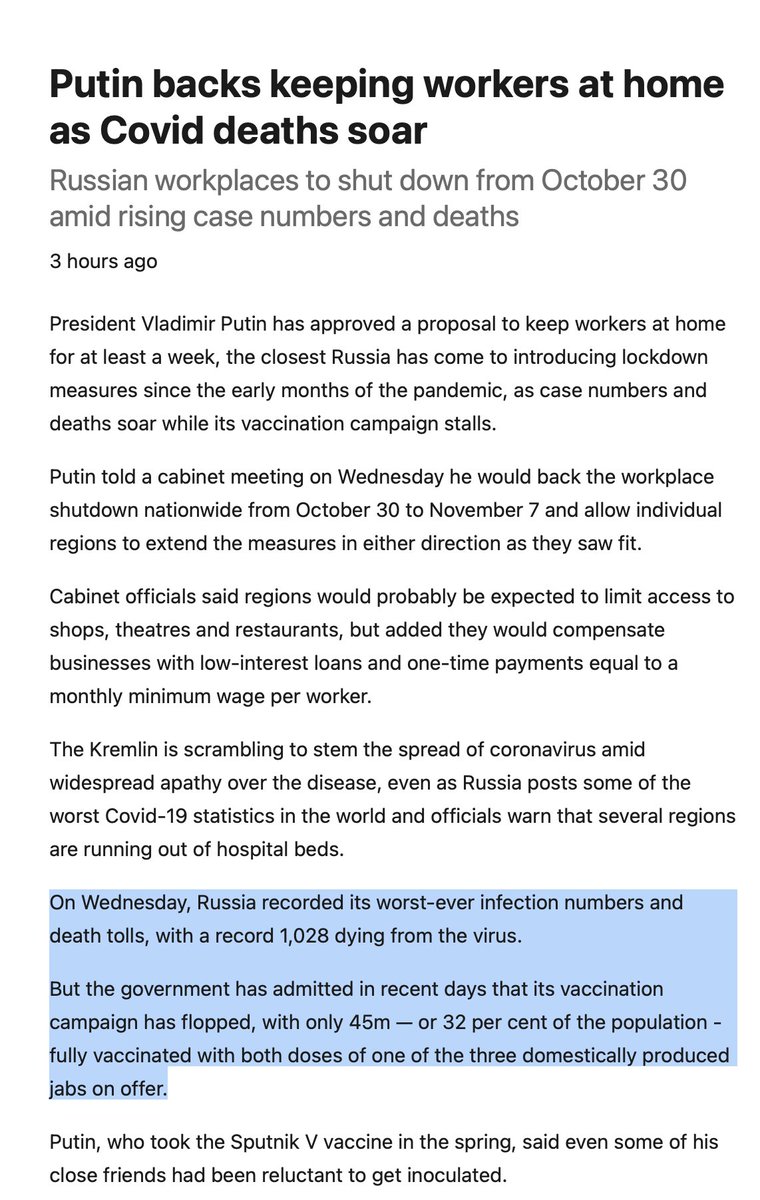 Putin backs keeping workers at home
as Covid deaths soar
Russian workplaces to shut down from October 30
amid rising case numbers and deaths
3 hours ago
President Vladimir Putin has approved a proposal to keep workers at home
for at least a week, the closest Russia has come to introducing lockdown
measures since the early months of the pandemic, as case numbers and
deaths soar while its vaccination campaign stalls.
Putin told a cabinet meeting on Wednesday he would back the workplace
shutdown nationwide from October 30 to November 7 and allow individual
regions to extend the measures in either direction as they saw fit.
Cabinet officials said regions would probably be expected to limit access to
shops, theatres and restaurants, but added they would compensate
businesses with low-interest loans and one-time payments equal to a
monthly minimum wage per worker.
The Kremlin is scrambling to stem the spread of coronavirus amid
widespread apathy over the disease, even as Russia posts some of the
worst Covid-19 statistics in the world and officials warn that several regions
are running out of hospital beds.
On Wednesday, Russia recorded its worst-ever infection numbers and
death tolls, with a record 1,028 dying from the virus.
But the government has admitted in recent days that its vaccination
campaign has flopped, with only 45m — or 32 per cent of the population -
fully vaccinated with both doses of one of the three domestically produced
jabs on offer.
Putin, who took the Sputnik V vaccine in the spring, said even some of his
close friends had been reluctant to get inoculated.